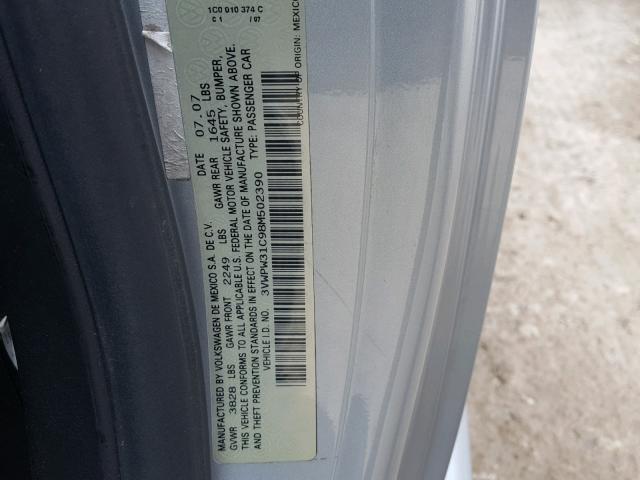 MANUFACTURED BY VOLKSWAGEN DE MEXICO S.A. DE C.V. DATE 07.07
GVWR 3828 LBS GAWR FRONT 2249 LBS GAWR REAR 1645 LBS
THIS VEHICLE CONFORMS TO ALL APPLICABLE U.S. FEDERAL MOTOR VEHICLE SAFETY, BUMPER,
AND THEFT PREVENTION STANDARDS IN EFFECT ON THE DATE OF MANUFACTURE SHOWN ABOVE.
VEHICLE I.D. NO. 3VWPW31C98M502390 TYPE: PASSENGER CAR
COUNTRY OF ORIGIN: MEXICO
1C0 010 374 C
C 1 / 97